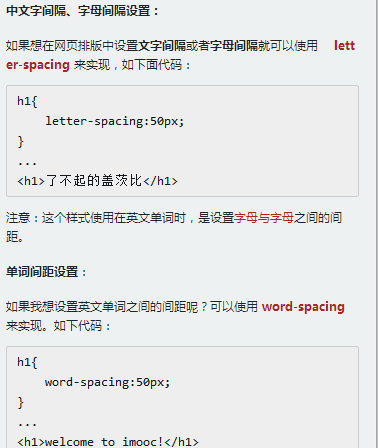 中文字间隔、字母间隔设置：
如果想在网页排版中设置文字间隔或者字母间隔就可以使用 lett
er-spacing 来实现，如下面代码：
h1{
    letter-spacing:50px;
}
...
<h1>了不起的盖茨比</h1>
注意：这个样式使用在英文单词时，是设置字母与字母之间的间
距。
单词间距设置：
如果我想设置英文单词之间的间距呢？可以使用 word-spacing
来实现。如下代码：
h1{
    word-spacing:50px;
}
...
<h1>welcome to imooc!</h1>